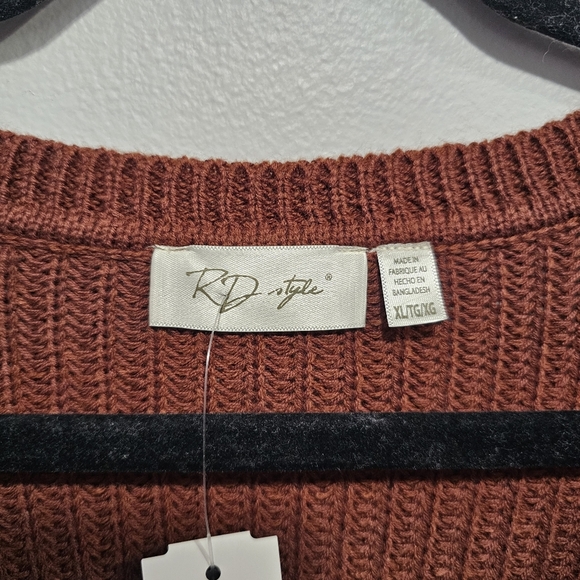 RD style®
MADE IN
FABRIQUE AU
HECHO EN
BANGLADESH
XL/TG/XG